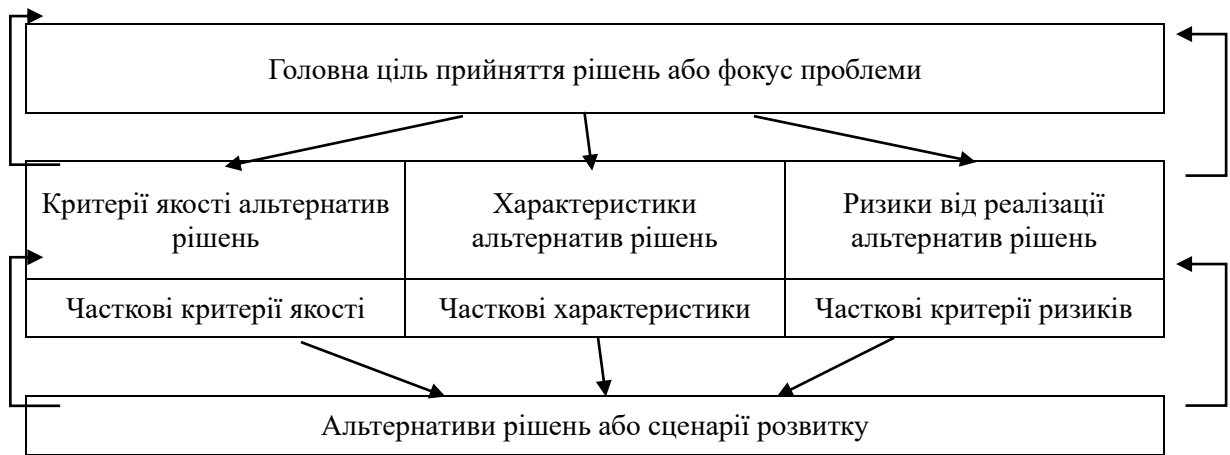 Головна ціль прийняття рішень або фокус проблеми
Критерії якості альтернатив
рішень
Характеристики
альтернатив рішень
Ризики від реалізації
альтернатив рішень
Часткові критерії якості
Часткові характеристики
Часткові критерії ризиків
Альтернативи рішень або сценарії розвитку